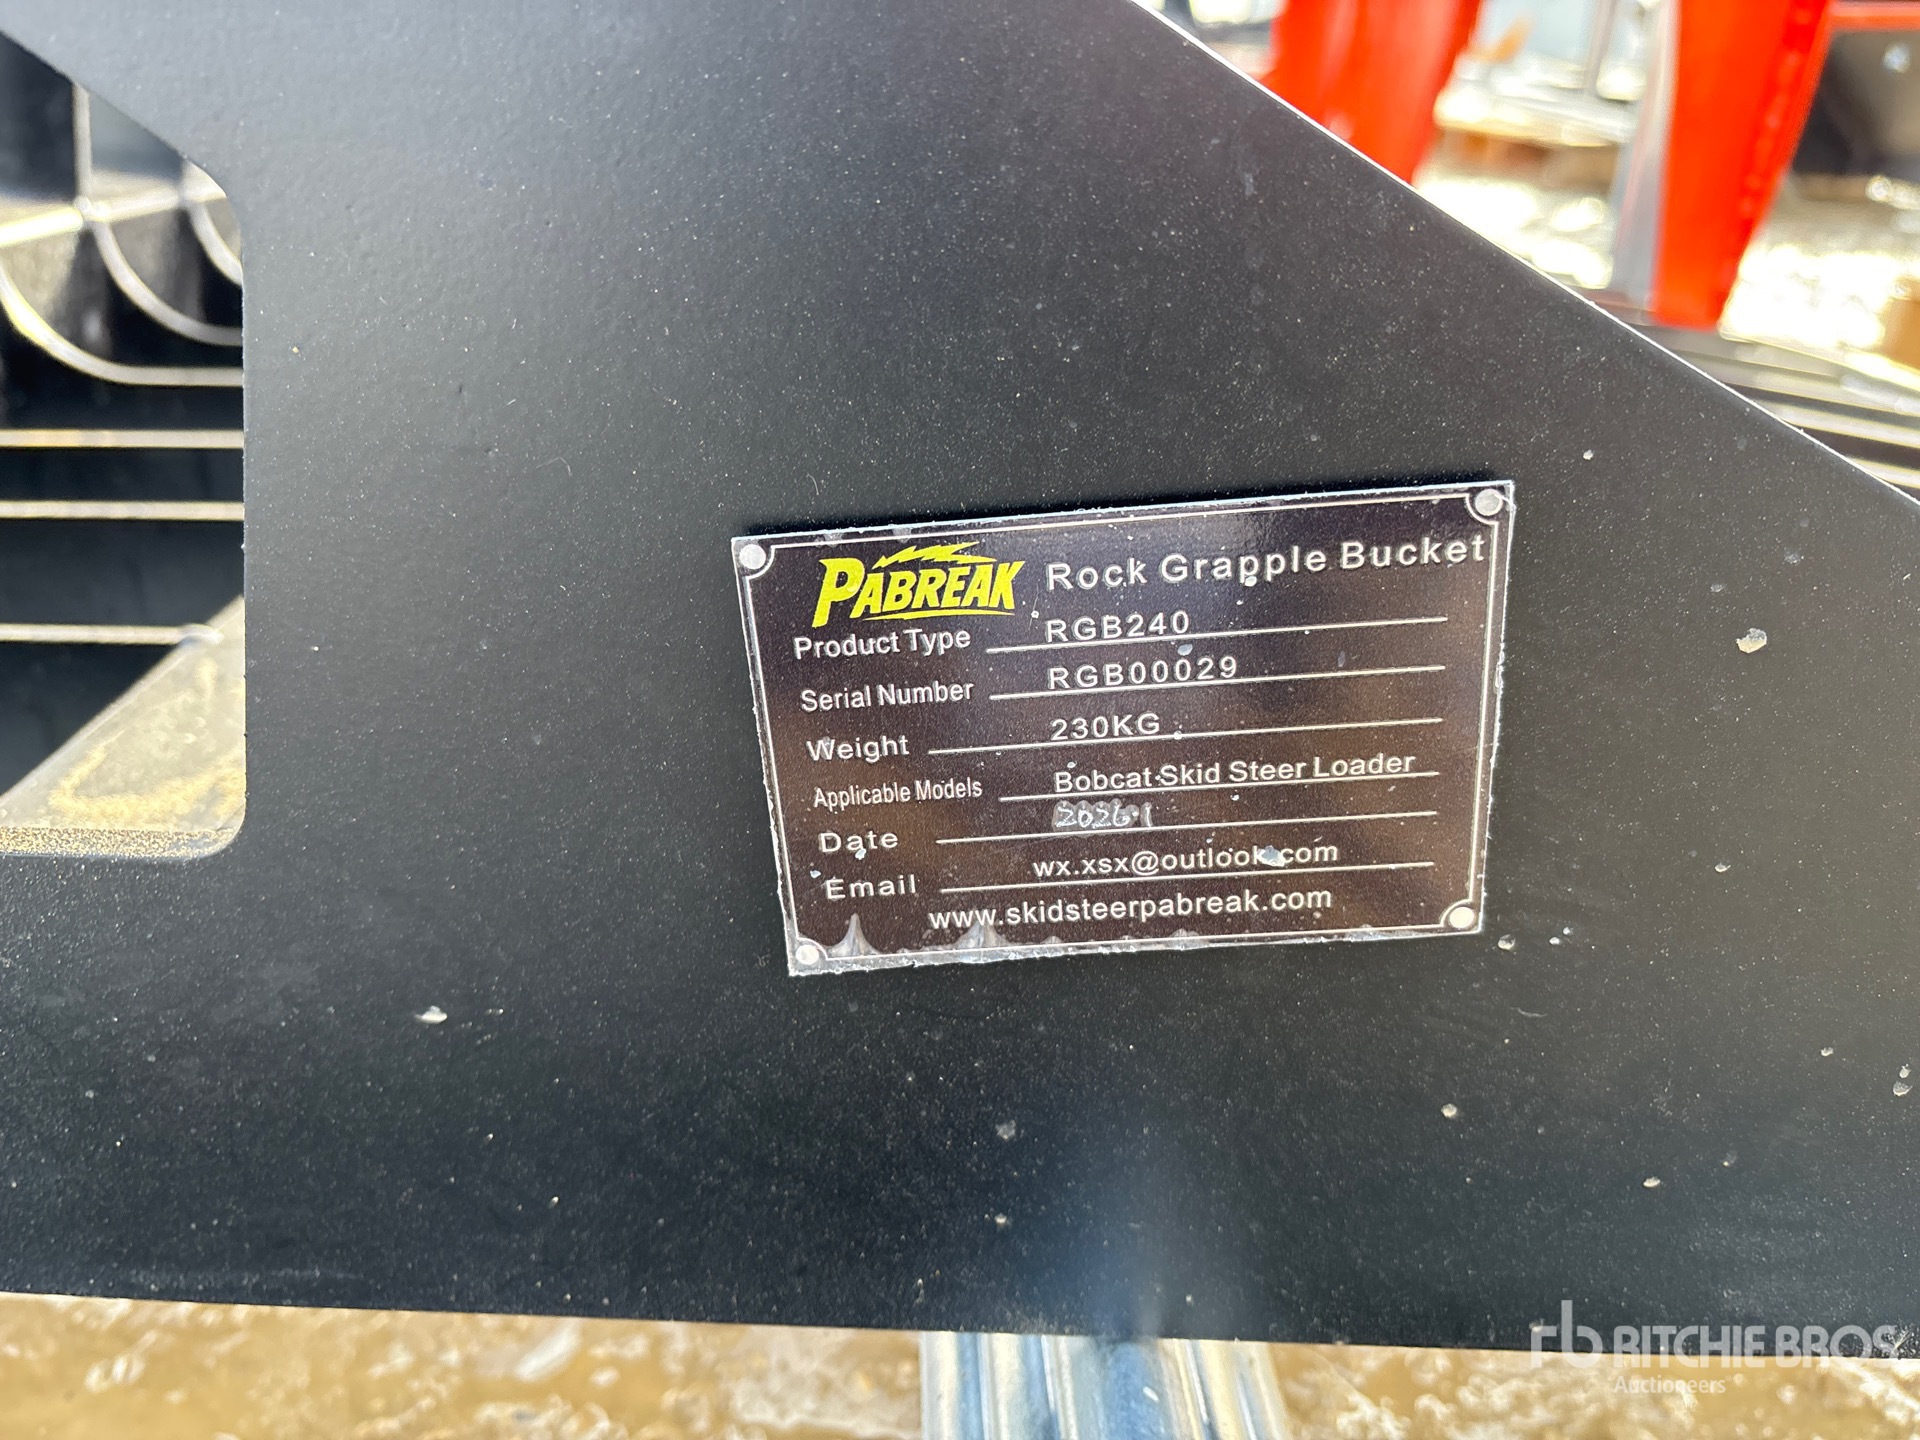 PABREAK Rock Grapple Bucket
Product Type RGB240
Serial Number RGB00029
Weight 230KG
Applicable Models Bobcat Skid Steer Loader
Date 2026.1
Email wx.xsx@outlook.com
www.skidsteerpabreak.com
rb RITCHIE BROS
Auctioneers